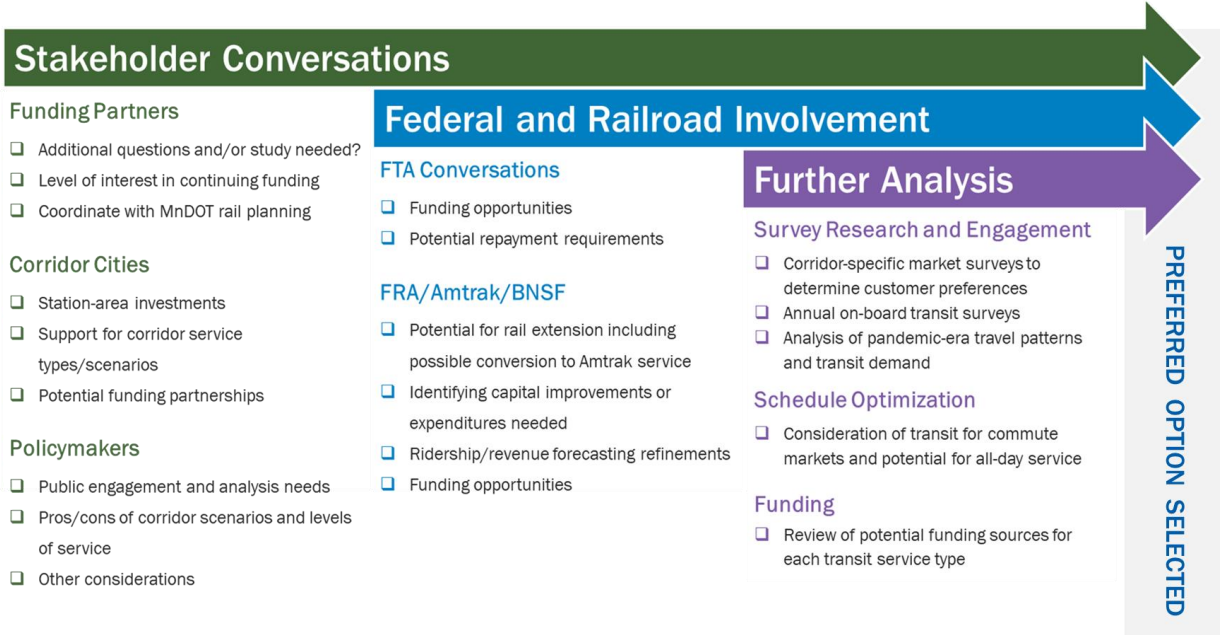 Stakeholder Conversations
Funding Partners
Additional questions and/or study needed?
Level of interest in continuing funding
Coordinate with MnDOT rail planning
Corridor Cities
Station-area investments
Support for corridor service
types/scenarios
Potential funding partnerships
Policymakers
Public engagement and analysis needs
Pros/cons of corridor scenarios and levels
of service
Other considerations
Federal and Railroad Involvement
FTA Conversations
Funding opportunities
Potential repayment requirements
FRA/Amtrak/BNSF
Potential for rail extension including
possible conversion to Amtrak service
Identifying capital improvements or
expenditures needed
Ridership/revenue forecasting refinements
Funding opportunities
Further Analysis
Survey Research and Engagement
Corridor-specific market surveys to
determine customer preferences
Annual on-board transit surveys
Analysis of pandemic-era travel patterns
and transit demand
Schedule Optimization
Consideration of transit for commute
markets and potential for all-day service
Funding
Review of potential funding sources for
each transit service type
PREFERRED OPTION SELECTED